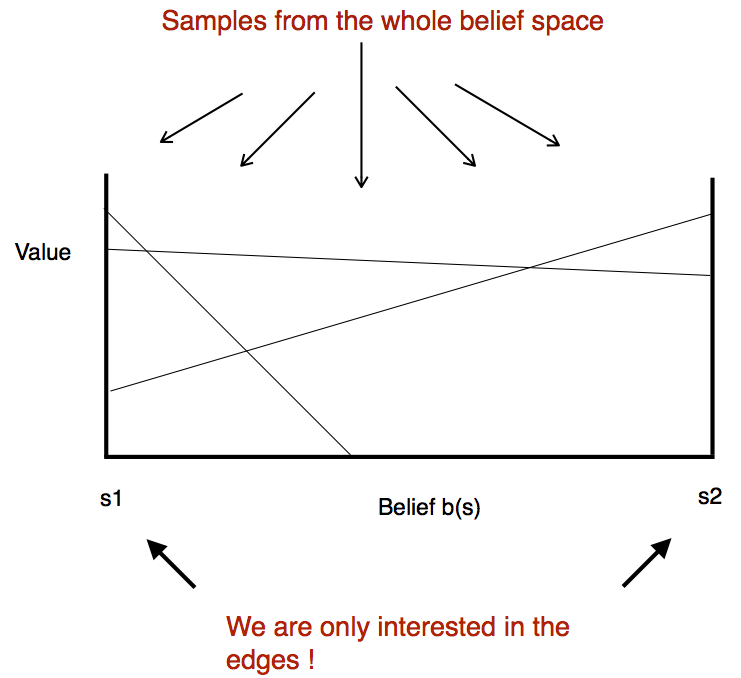 Samples from the whole belief space
Value
s1
Belief b(s)
s2
We are only interested in the
edges !